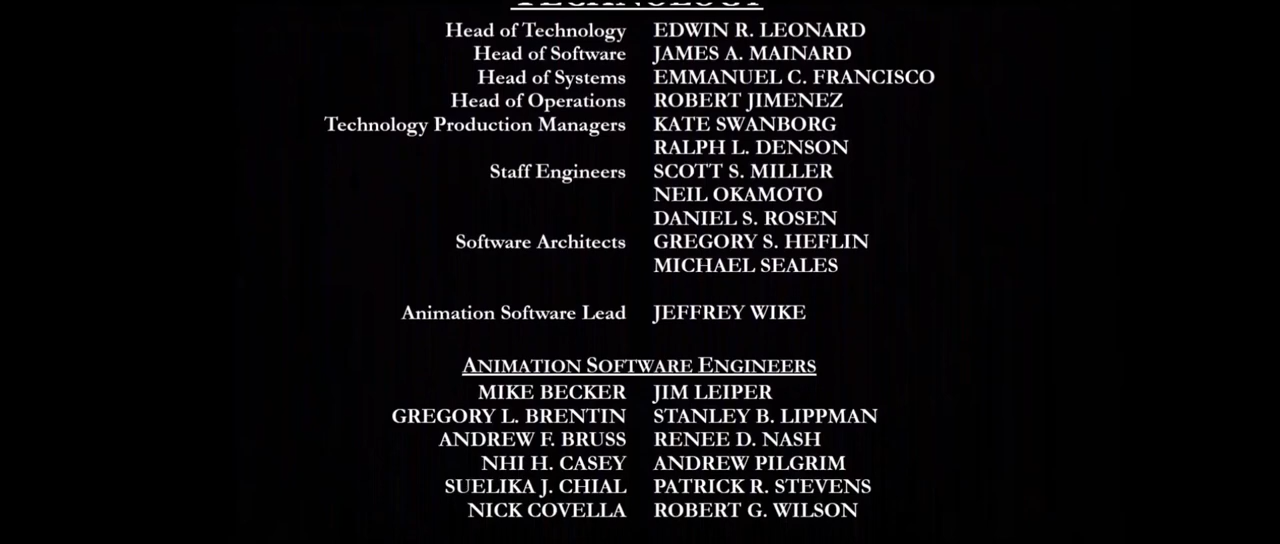 TECHNOLOGY
Head of Technology EDWIN R. LEONARD
Head of Software JAMES A. MAINARD
Head of Systems EMMANUEL C. FRANCISCO
Head of Operations ROBERT JIMENEZ
Technology Production Managers KATE SWANBORG
RALPH L. DENSON
Staff Engineers SCOTT S. MILLER
NEIL OKAMOTO
DANIEL S. ROSEN
Software Architects GREGORY S. HEFLIN
MICHAEL SEALES
Animation Software Lead JEFFREY WIKE
ANIMATION SOFTWARE ENGINEERS
MIKE BECKER JIM LEIPER
GREGORY L. BRENTIN STANLEY B. LIPPMAN
ANDREW F. BRUSS RENEE D. NASH
NHI H. CASEY ANDREW PILGRIM
SUELIKA J. CHIAL PATRICK R. STEVENS
NICK COVELLA ROBERT G. WILSON